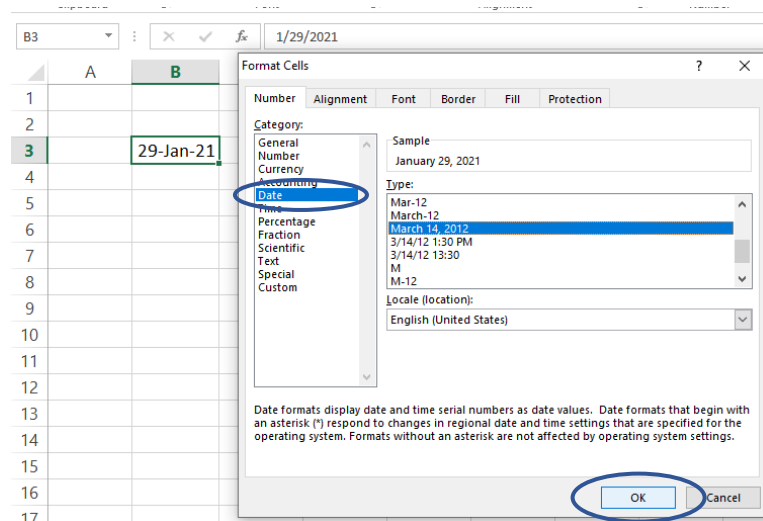 B3 fx 1/29/2021
A B
1
2
3 29-Jan-21
4
5
6
7
8
9
10
11
12
13
14
15
16
17
Format Cells ? ×
Number Alignment Font Border Fill Protection
Category:
General
Number
Currency
Accounting
Date
Time
Percentage
Fraction
Scientific
Text
Special
Custom
Sample
January 29, 2021
Type:
Mar-12
March-12
March 14, 2012
3/14/12 1:30 PM
3/14/12 13:30
M
M-12
Locale (location):
English (United States)
Date formats display date and time serial numbers as date values. Date formats that begin with
an asterisk (*) respond to changes in regional date and time settings that are specified for the
operating system. Formats without an asterisk are not affected by operating system settings.
OK Cancel